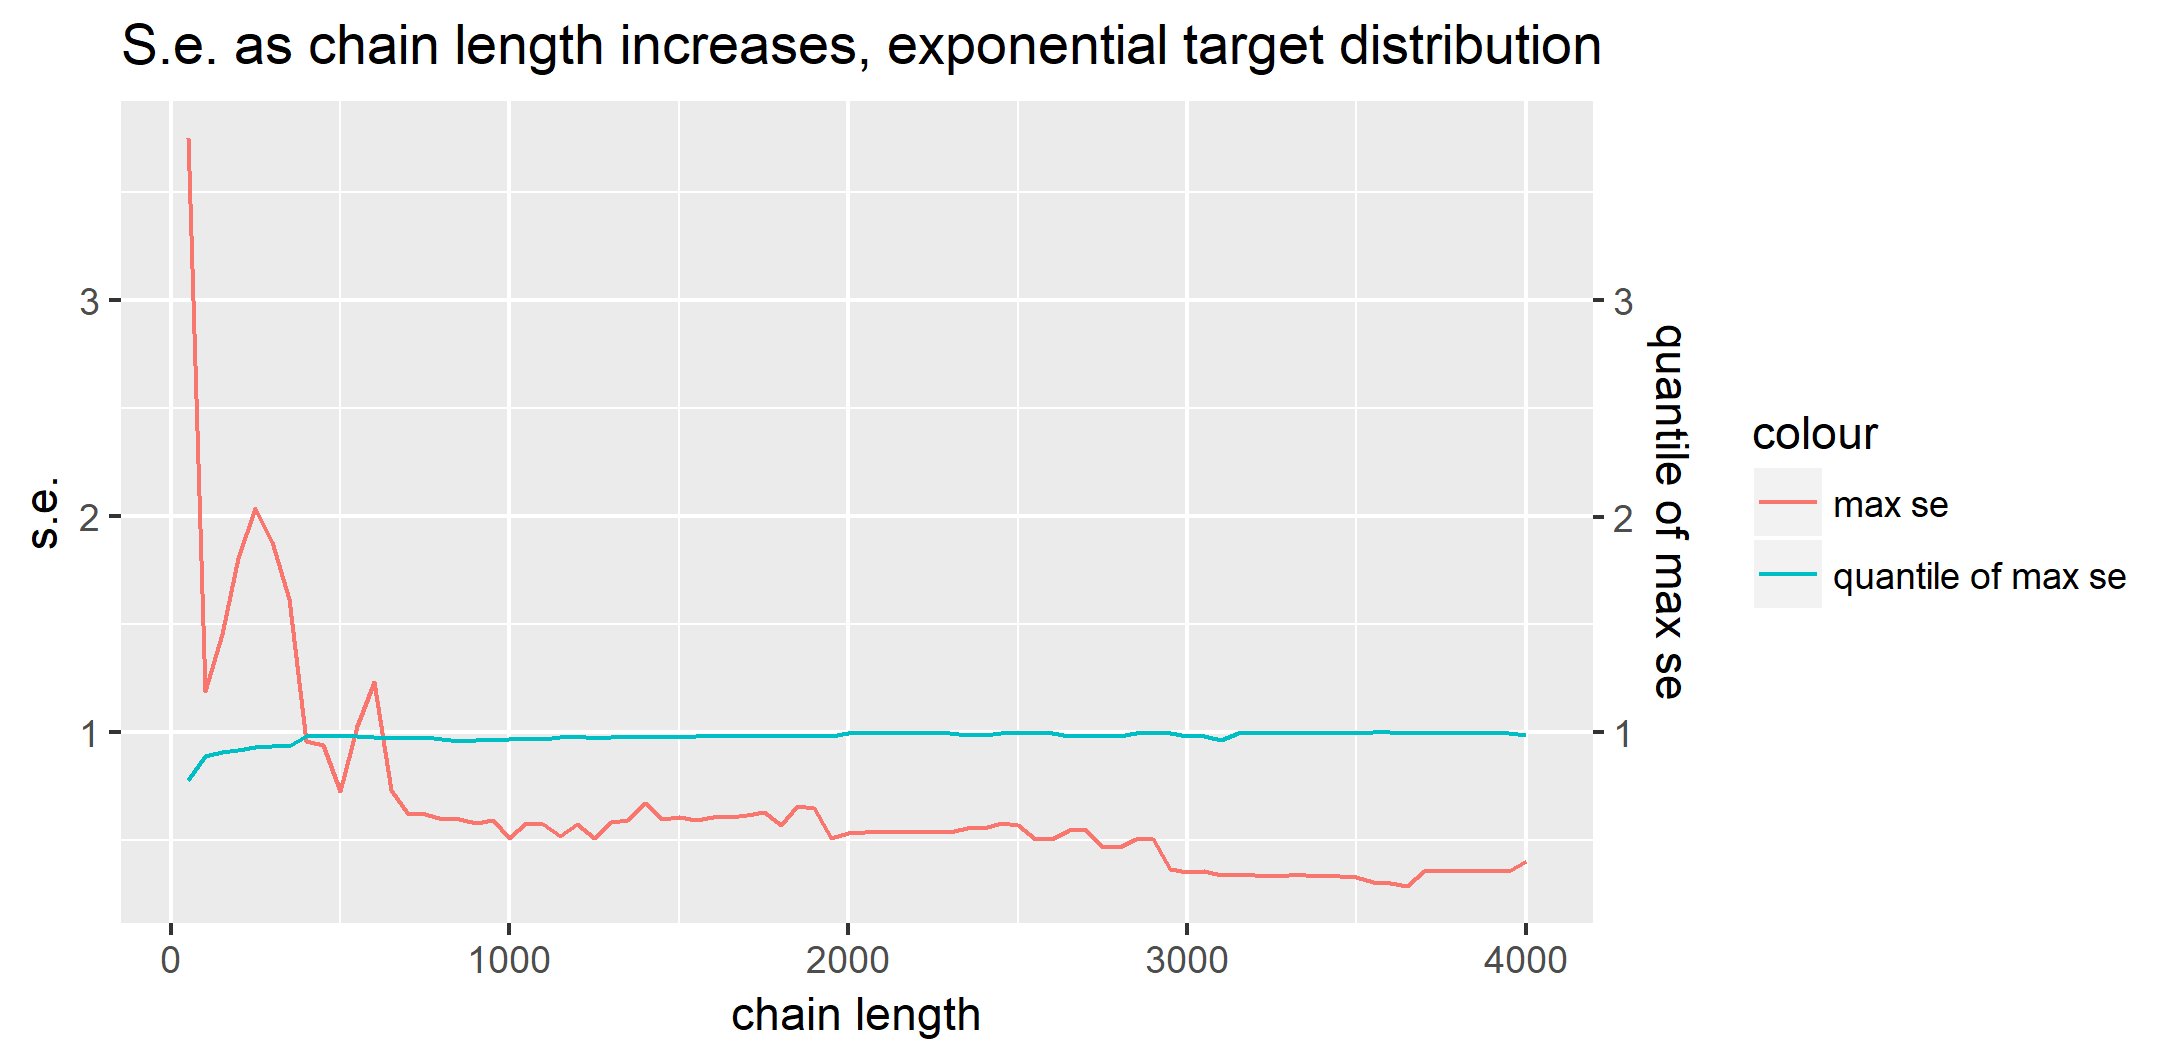 S.e. as chain length increases, exponential target distribution
s.e.
3
2
1
3
2
1
quantile of max se
0 1000 2000 3000 4000
chain length
colour
max se
quantile of max se